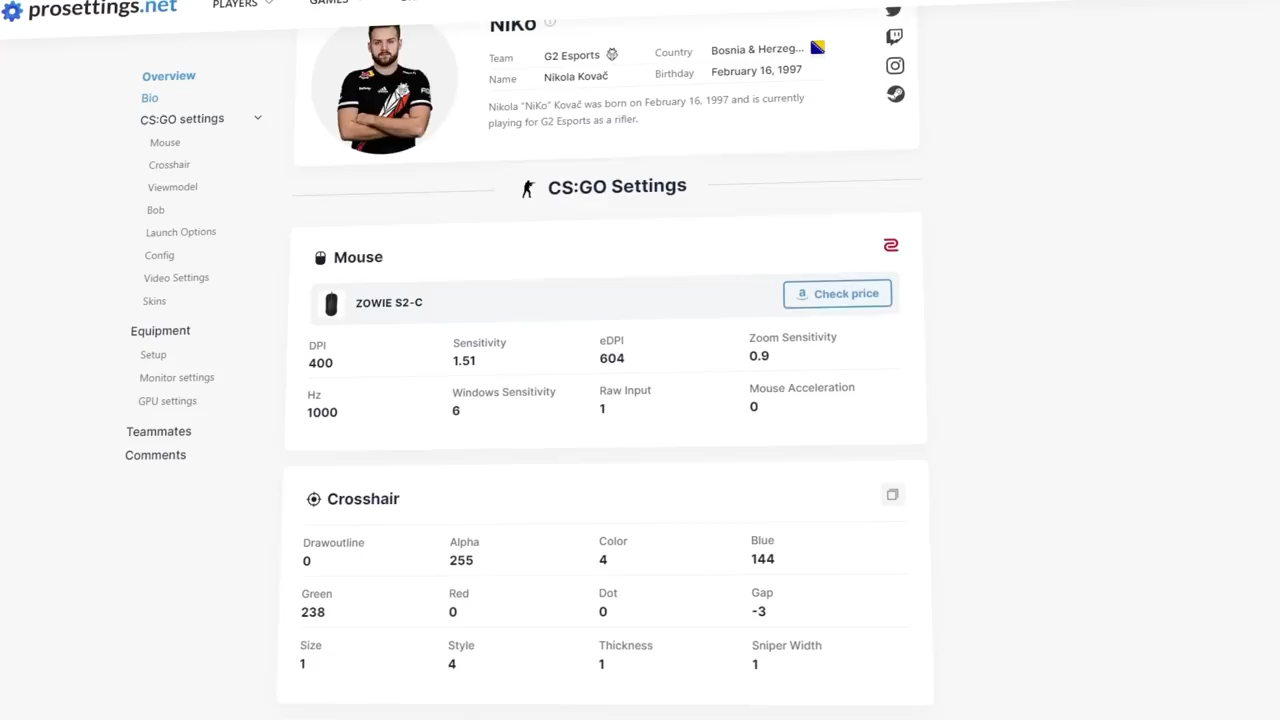 prosettings.net
PLAYERS
GAMES
NiKo
Team
G2 Esports
Country
Bosnia & Herzeg...
Name
Nikola Kovač
Birthday
February 16, 1997
Nikola “NiKo” Kovač was born on February 16, 1997 and is currently
playing for G2 Esports as a rifler.
Overview
Bio
CS:GO settings
Mouse
Crosshair
Viewmodel
Bob
Launch Options
Config
Video Settings
Skins
Equipment
Setup
Monitor settings
GPU settings
Teammates
Comments
CS:GO Settings
Mouse
ZOWIE S2-C
Check price
DPI
400
Sensitivity
1.51
eDPI
604
Zoom Sensitivity
0.9
Hz
1000
Windows Sensitivity
6
Raw Input
1
Mouse Acceleration
0
Crosshair
Drawoutline
0
Alpha
255
Color
4
Blue
144
Green
238
Red
0
Dot
0
Gap
-3
Size
1
Style
4
Thickness
1
Sniper Width
1